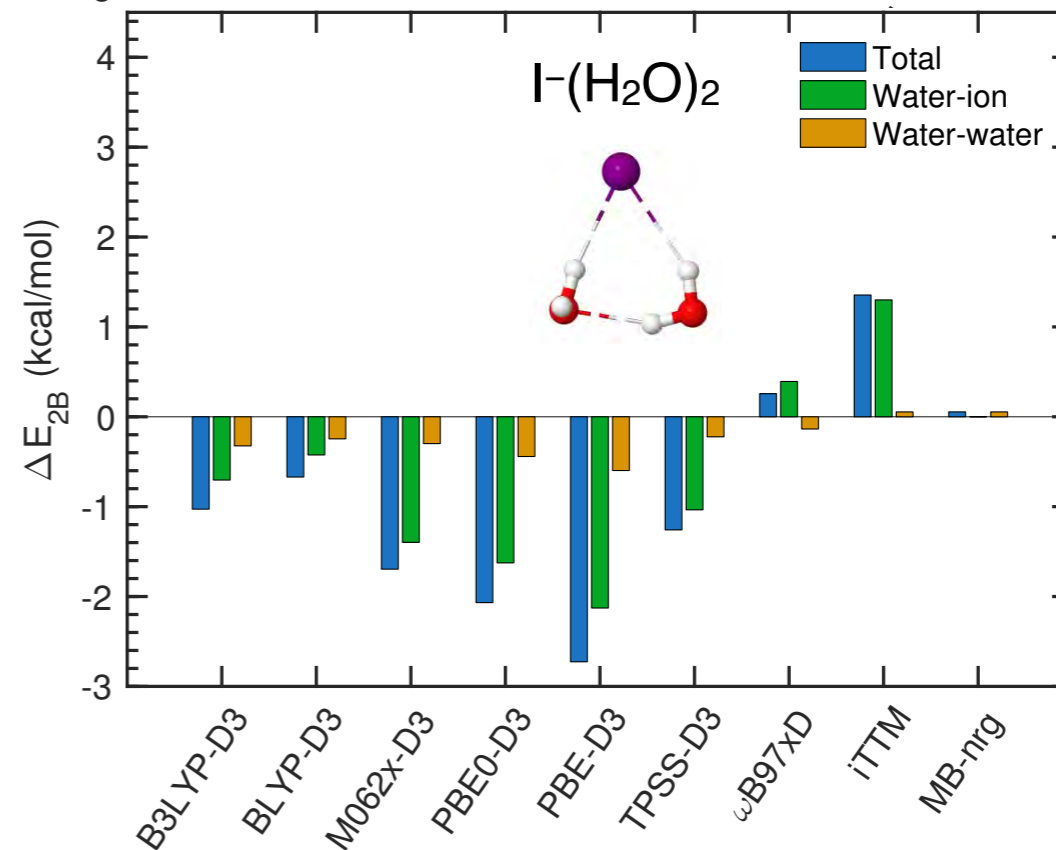 I⁻(H₂O)₂
Total
Water-ion
Water-water
ΔE₂B (kcal/mol)
4
3
2
1
0
-1
-2
-3
B3LYP-D3
BLYP-D3
M062x-D3
PBE0-D3
PBE-D3
TPSS-D3
ωB97xD
iTTM
MB-nrg